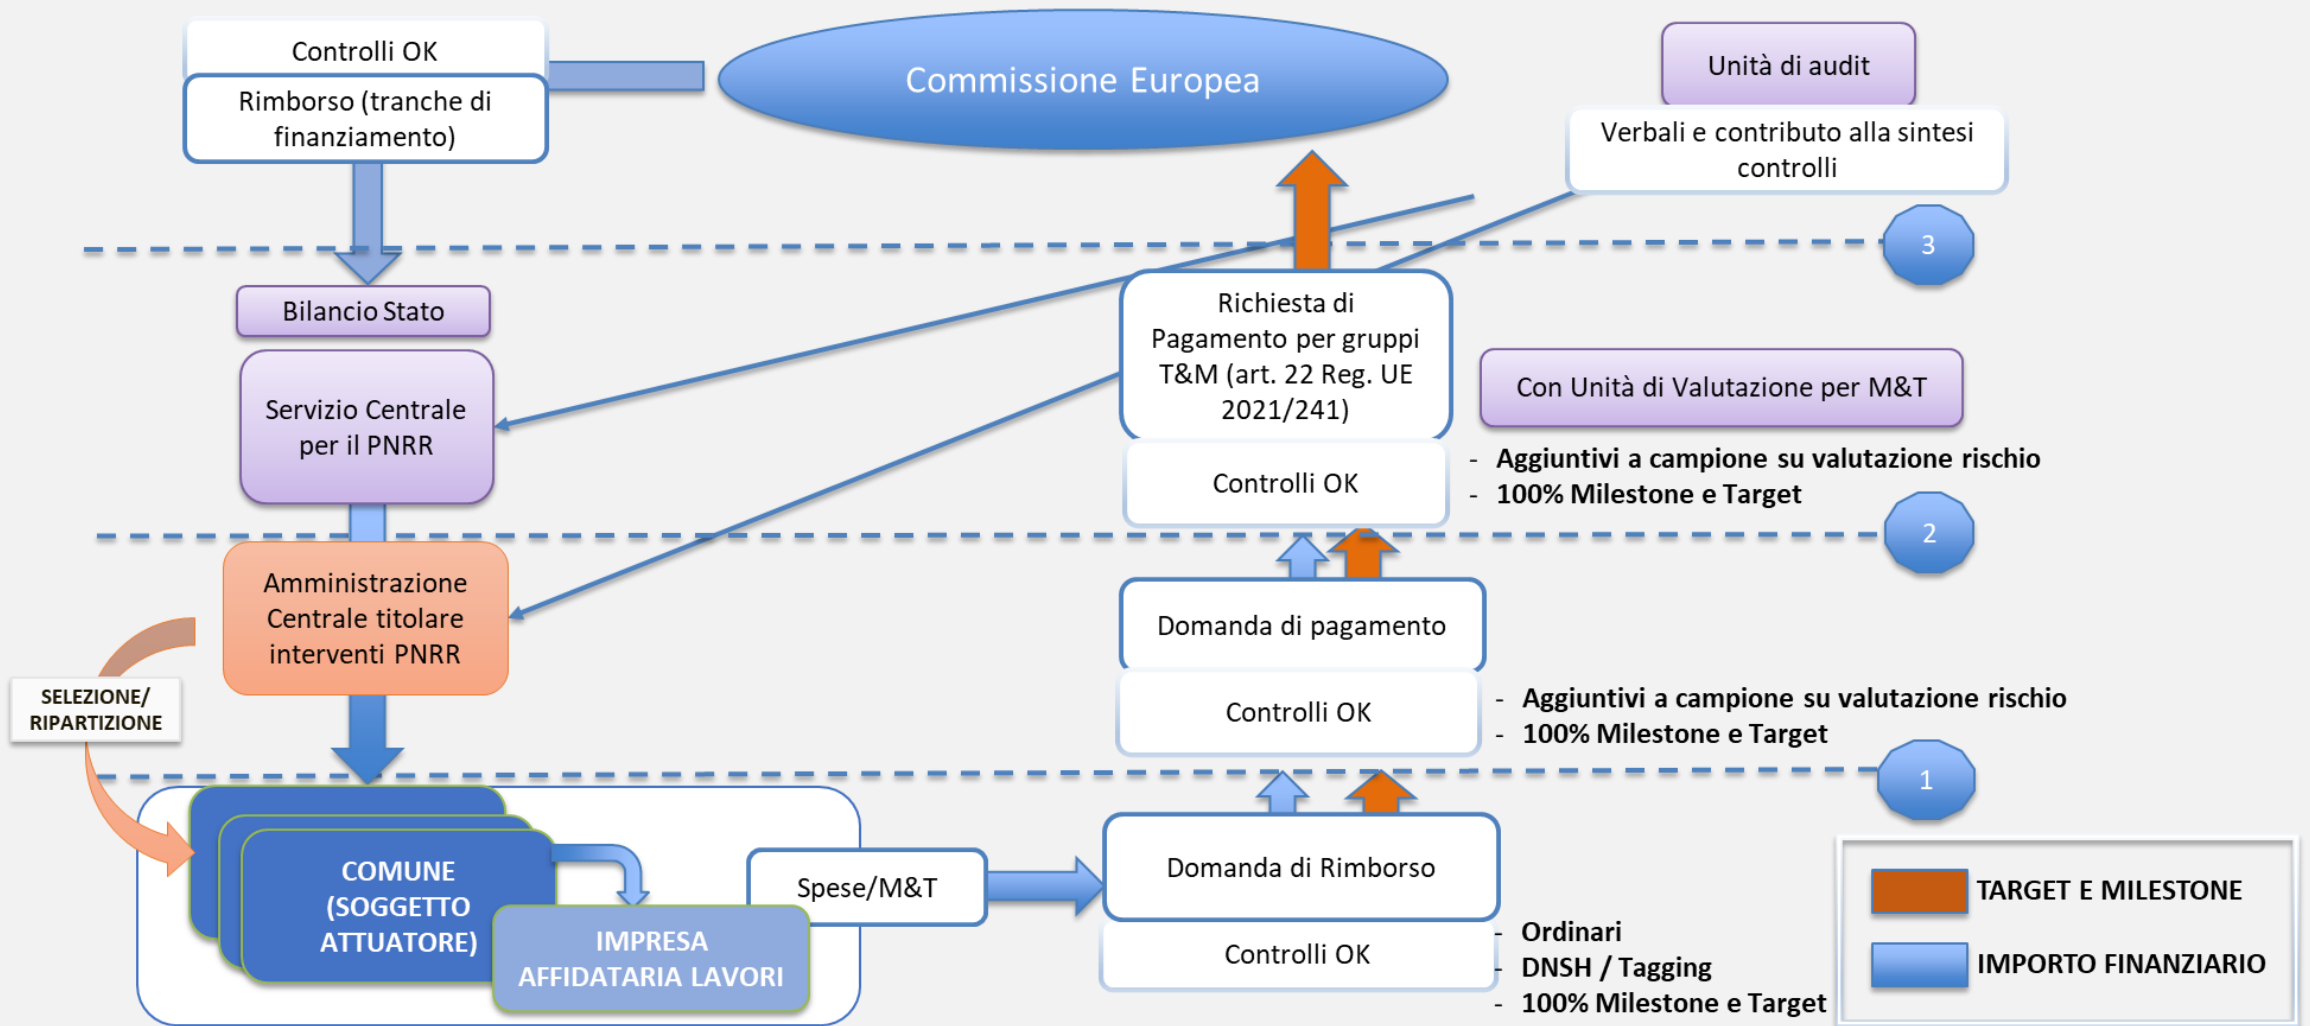 Controlli OK
Rimborso (tranche di
finanziamento)
Commissione Europea
Unità di audit
Verbali e contributo alla sintesi
controlli
3
Bilancio Stato
Servizio Centrale
per il PNRR
Richiesta di
Pagamento per gruppi
T&M (art. 22 Reg. UE
2021/241)
Controlli OK
Con Unità di Valutazione per M&T
- Aggiuntivi a campione su valutazione rischio
- 100% Milestone e Target
2
Amministrazione
Centrale titolare
interventi PNRR
Domanda di pagamento
Controlli OK
- Aggiuntivi a campione su valutazione rischio
- 100% Milestone e Target
SELEZIONE/
RIPARTIZIONE
1
COMUNE
(SOGGETTO
ATTUATORE)
IMPRESA
AFFIDATARIA LAVORI
Spese/M&T
Domanda di Rimborso
Controlli OK
- Ordinari
- DNSH / Tagging
- 100% Milestone e Target
TARGET E MILESTONE
IMPORTO FINANZIARIO